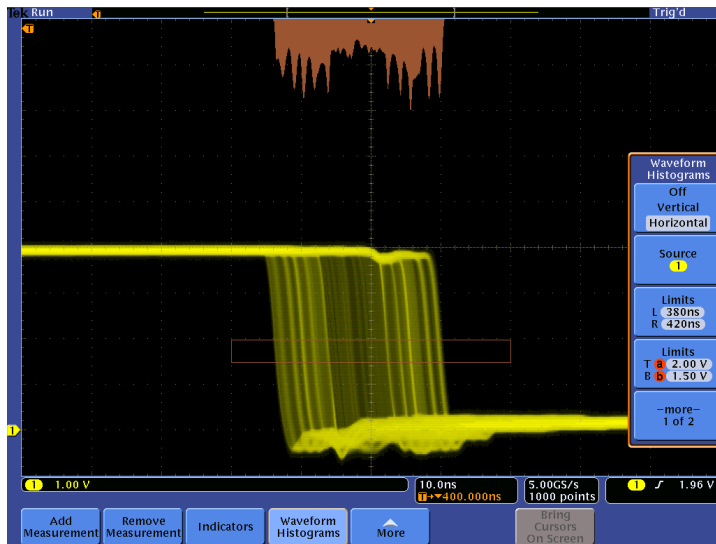 Tek Run
Trig'd
T
T
Waveform
Histograms
Off
Vertical
Horizontal
Source
1
Limits
L 380ns
R 420ns
Limits
T a 2.00 V
B b 1.50 V
—more—
1 of 2
1
1 1.00 V
10.0ns
T→▼400.000ns
5.00GS/s
1000 points
1 ∫ 1.96 V
Add
Measurement
Remove
Measurement
Indicators
Waveform
Histograms
More
Bring
Cursors
On Screen